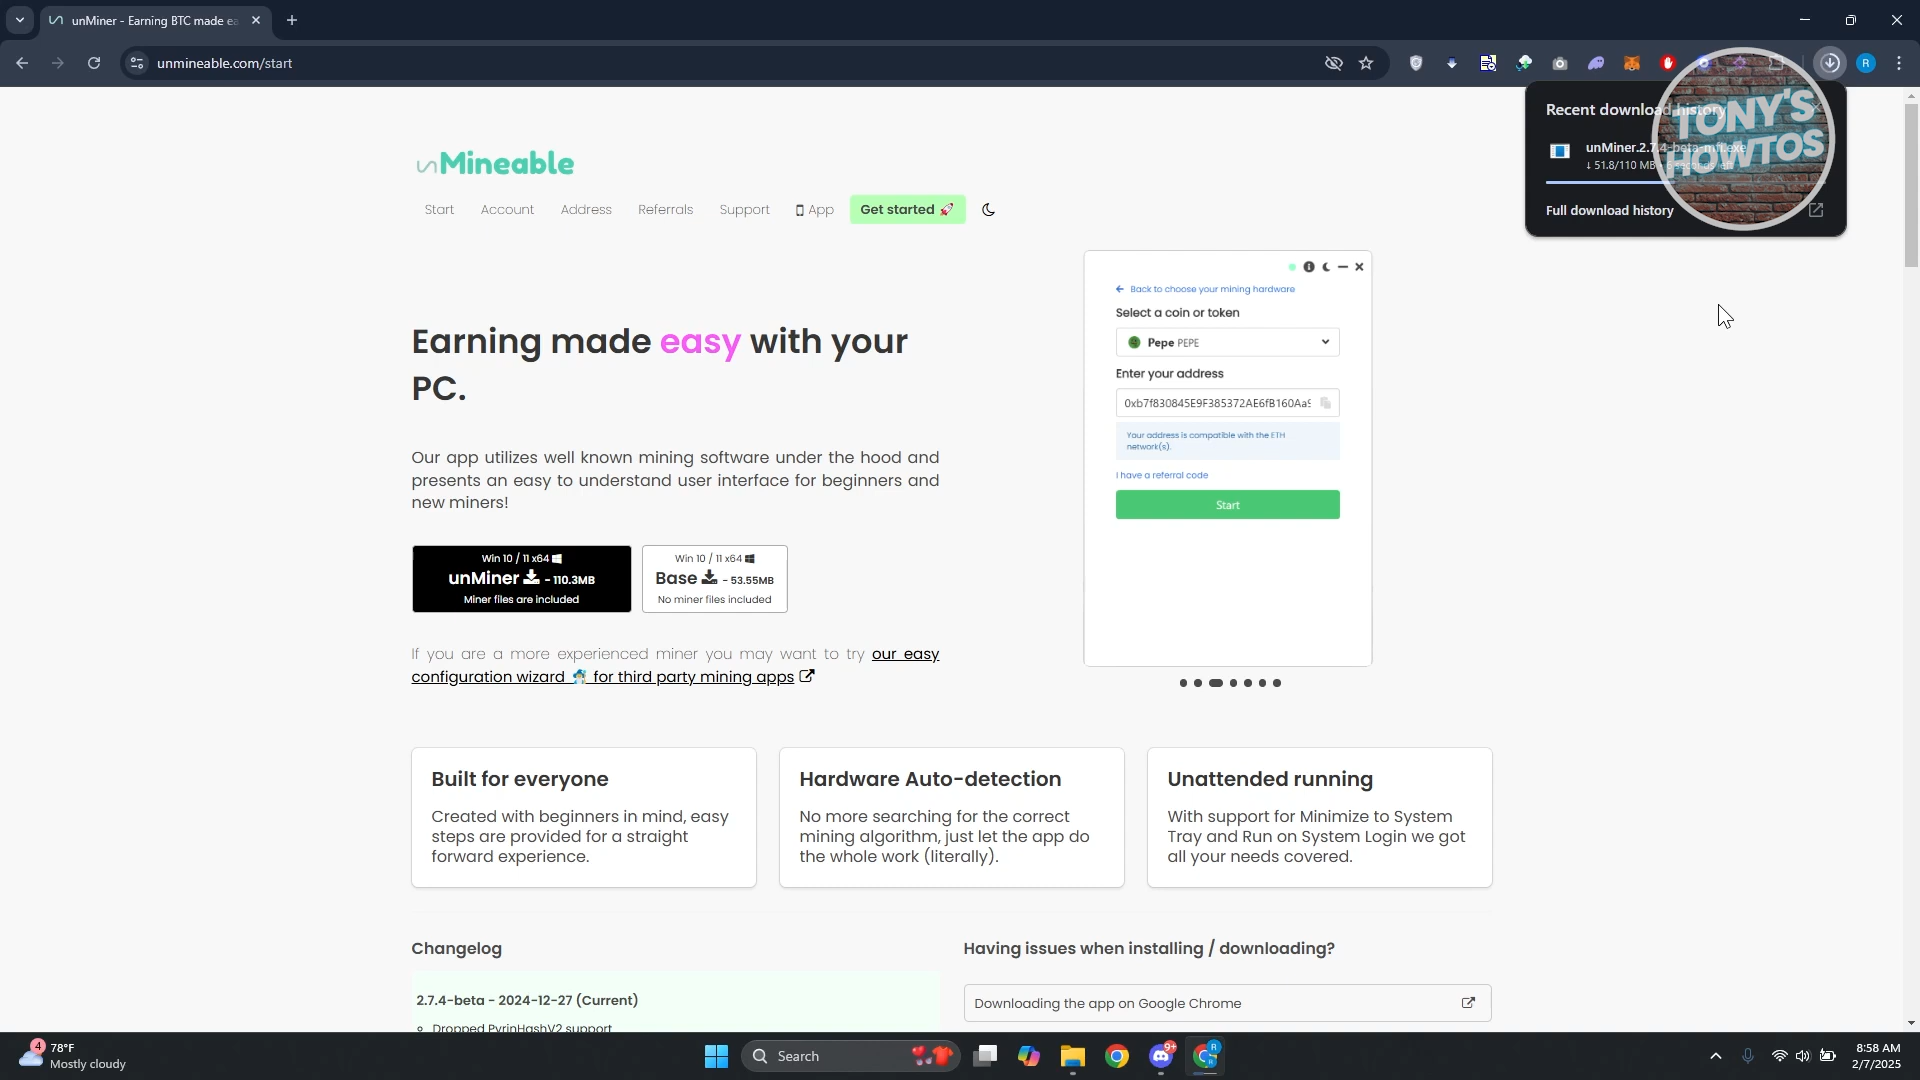 unMiner - Earning BTC made ea
unmineable.com/start
R
Recent download history
unMiner.2.7.4-beta-mfi.exe
↓ 51.8/110 MB • 6 seconds left
Full download history
TONY'S
HOWTOS
unMineable
Start
Account
Address
Referrals
Support
App
Get started 🚀
Back to choose your mining hardware
Select a coin or token
Pepe PEPE
Enter your address
0xb7f830845E9F385372AE6fB160Aa9
Your address is compatible with the ETH
network(s).
I have a referral code
Start
Earning made easy with your
PC.
Our app utilizes well known mining software under the hood and
presents an easy to understand user interface for beginners and
new miners!
Win 10 / 11 x64
unMiner - 110.3MB
Miner files are included
Win 10 / 11 x64
Base - 53.55MB
No miner files included
If you are a more experienced miner you may want to try our easy
configuration wizard 🧙 for third party mining apps
Built for everyone
Created with beginners in mind, easy
steps are provided for a straight
forward experience.
Hardware Auto-detection
No more searching for the correct
mining algorithm, just let the app do
the whole work (literally).
Unattended running
With support for Minimize to System
Tray and Run on System Login we got
all your needs covered.
Changelog
2.7.4-beta - 2024-12-27 (Current)
Dropped PyrinHashV2 support
Having issues when installing / downloading?
Downloading the app on Google Chrome
4
78°F
Mostly cloudy
Search
9+
R
8:58 AM
2/7/2025